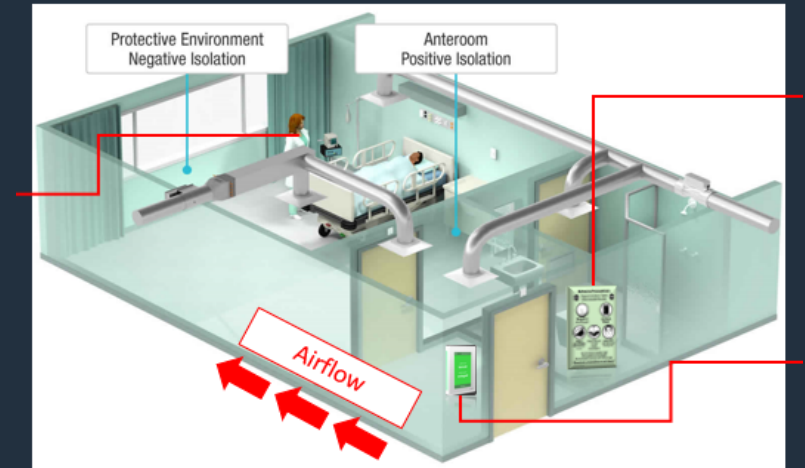 Protective Environment
Negative Isolation
Anteroom
Positive Isolation
Airflow